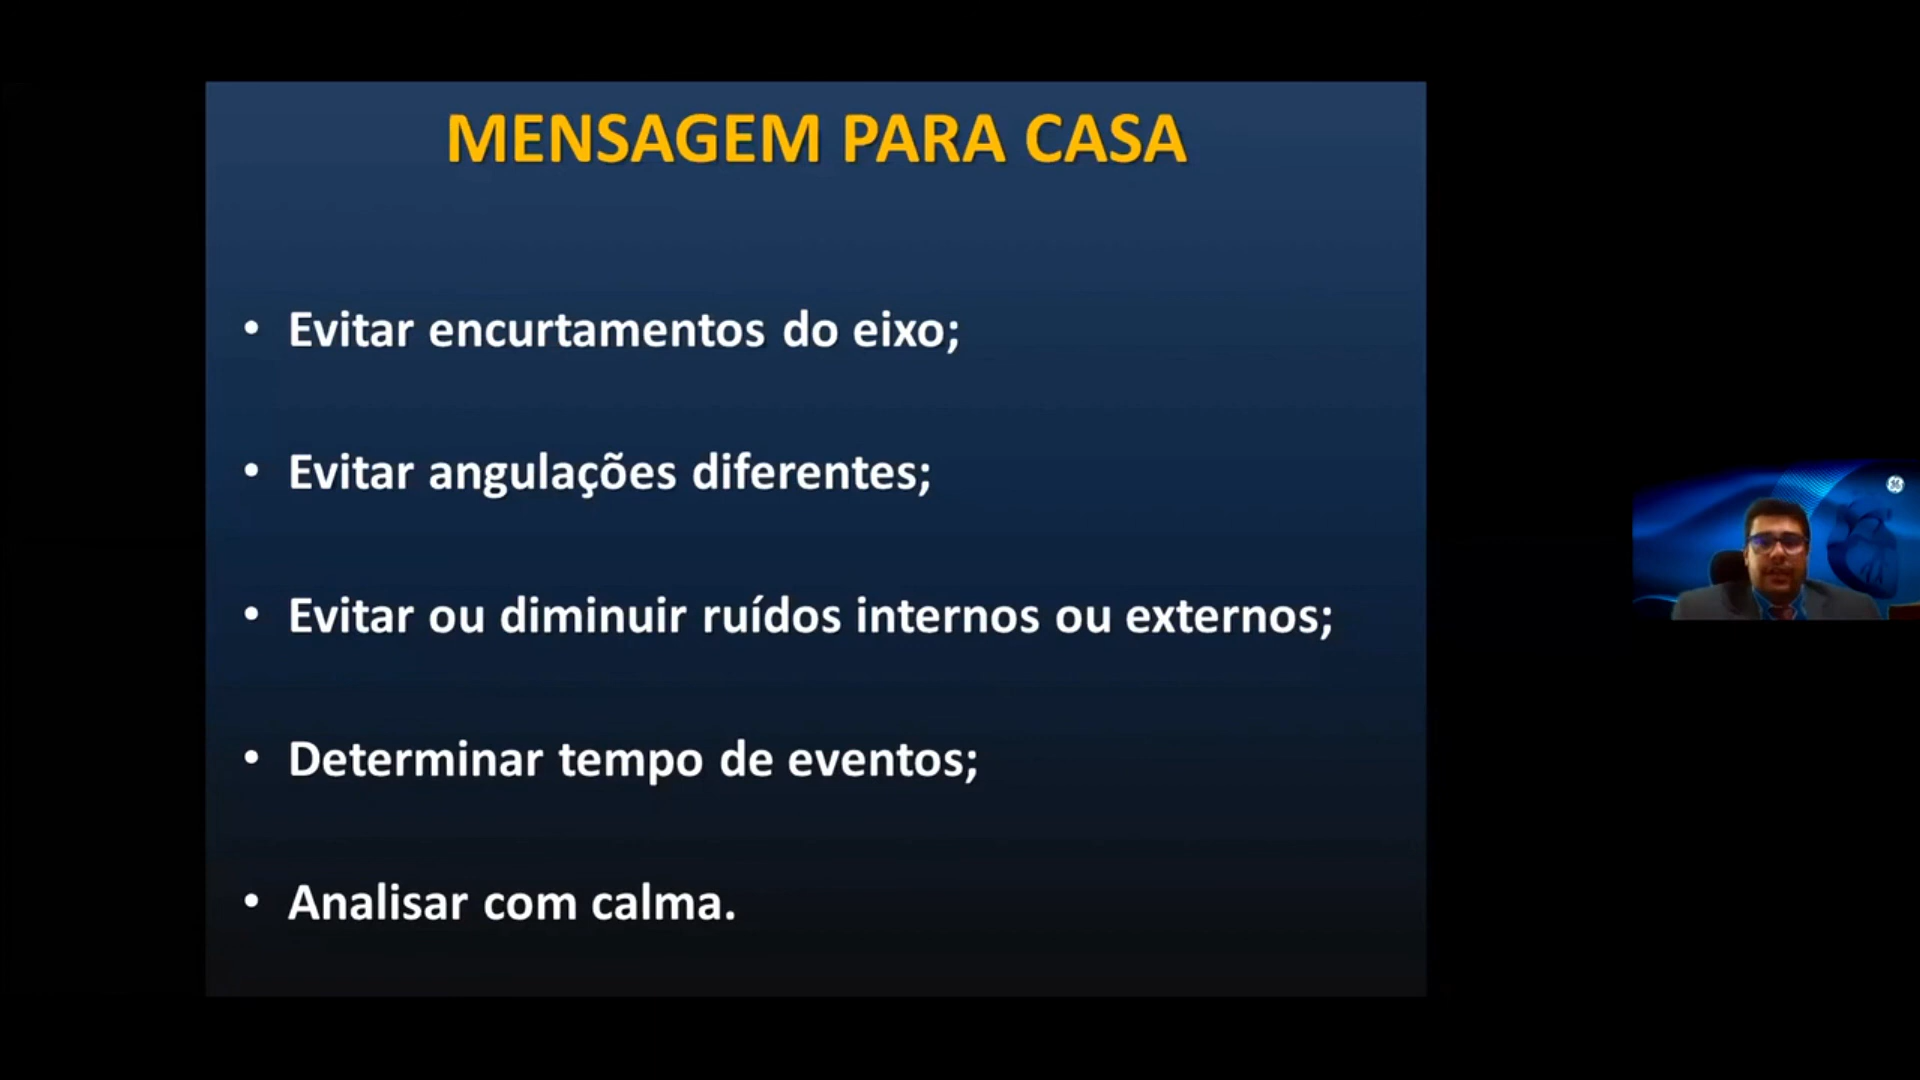 MENSAGEM PARA CASA
• Evitar encurtamentos do eixo;
• Evitar angulações diferentes;
• Evitar ou diminuir ruídos internos ou externos;
• Determinar tempo de eventos;
• Analisar com calma.